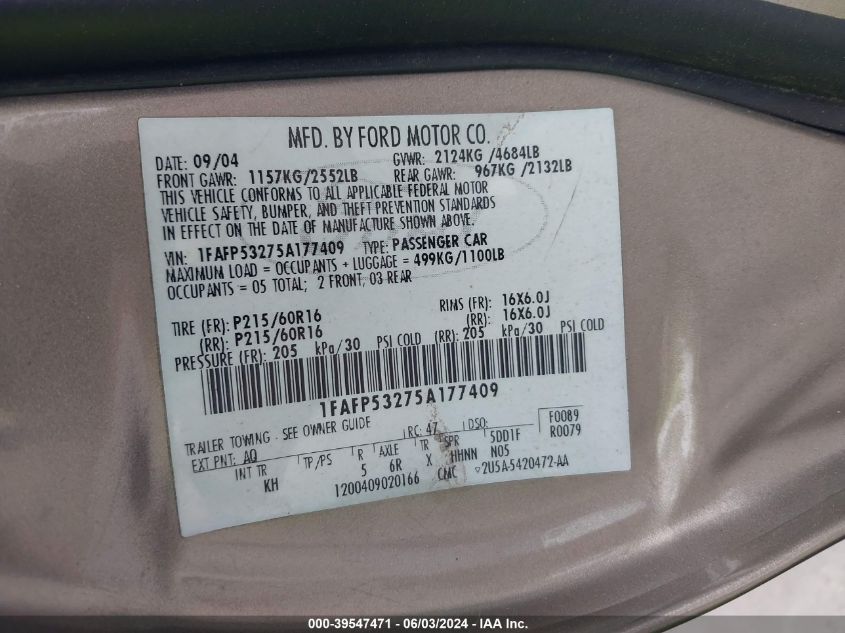 MFD. BY FORD MOTOR CO.
DATE: 09/04 GVWR: 2124KG /4684LB
FRONT GAWR: 1157KG/2552LB REAR GAWR: 967KG /2132LB
THIS VEHICLE CONFORMS TO ALL APPLICABLE FEDERAL MOTOR
VEHICLE SAFETY, BUMPER, AND THEFT PREVENTION STANDARDS
IN EFFECT ON THE DATE OF MANUFACTURE SHOWN ABOVE.
VIN: 1FAFP53275A177409 TYPE: PASSENGER CAR
MAXIMUM LOAD = OCCUPANTS + LUGGAGE = 499KG/1100LB
OCCUPANTS = 05 TOTAL; 2 FRONT, 03 REAR
TIRE (FR): P215/60R16 RIMS (FR): 16X6.0J
(RR): P215/60R16 (RR): 16X6.0J
PRESSURE (FR): 205 kPa/30 PSI COLD (RR): 205 kPa/30 PSI COLD
1FAFP53275A177409
TRAILER TOWING - SEE OWNER GUIDE
EXT PNT: AQ RC: 47 DSO: F0089
INT TR TP/PS R AXLE TR SPR 5DD1F R0079
KH 5 6R X HHNN N05
1200409020166 CMC ▽2U5A-5420472-AA
000-39547471 - 06/03/2024 - IAA Inc.